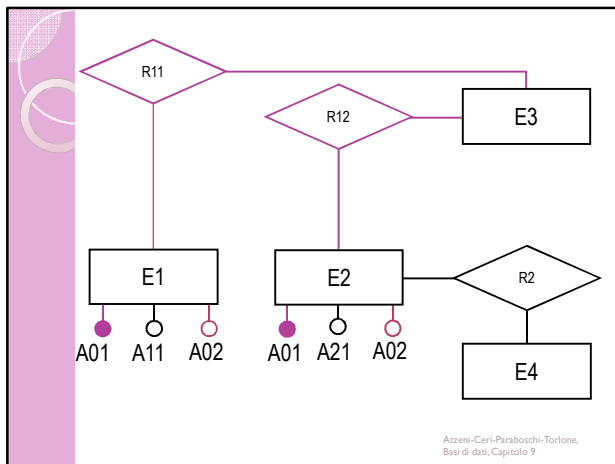 R11
R12
E3
E1
E2
R2
A01 A11 A02 A01 A21 A02
E4
Atzeni-Ceri-Paraboschi-Torlone,
Basi di dati, Capitolo 9